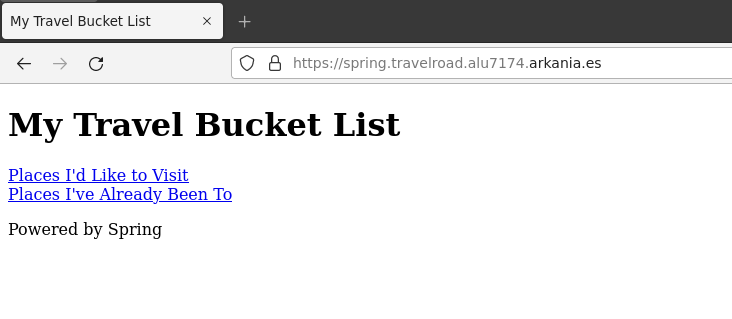 My Travel Bucket List
https://spring.travelroad.alu7174.arkania.es
My Travel Bucket List
Places I'd Like to Visit
Places I've Already Been To
Powered by Spring